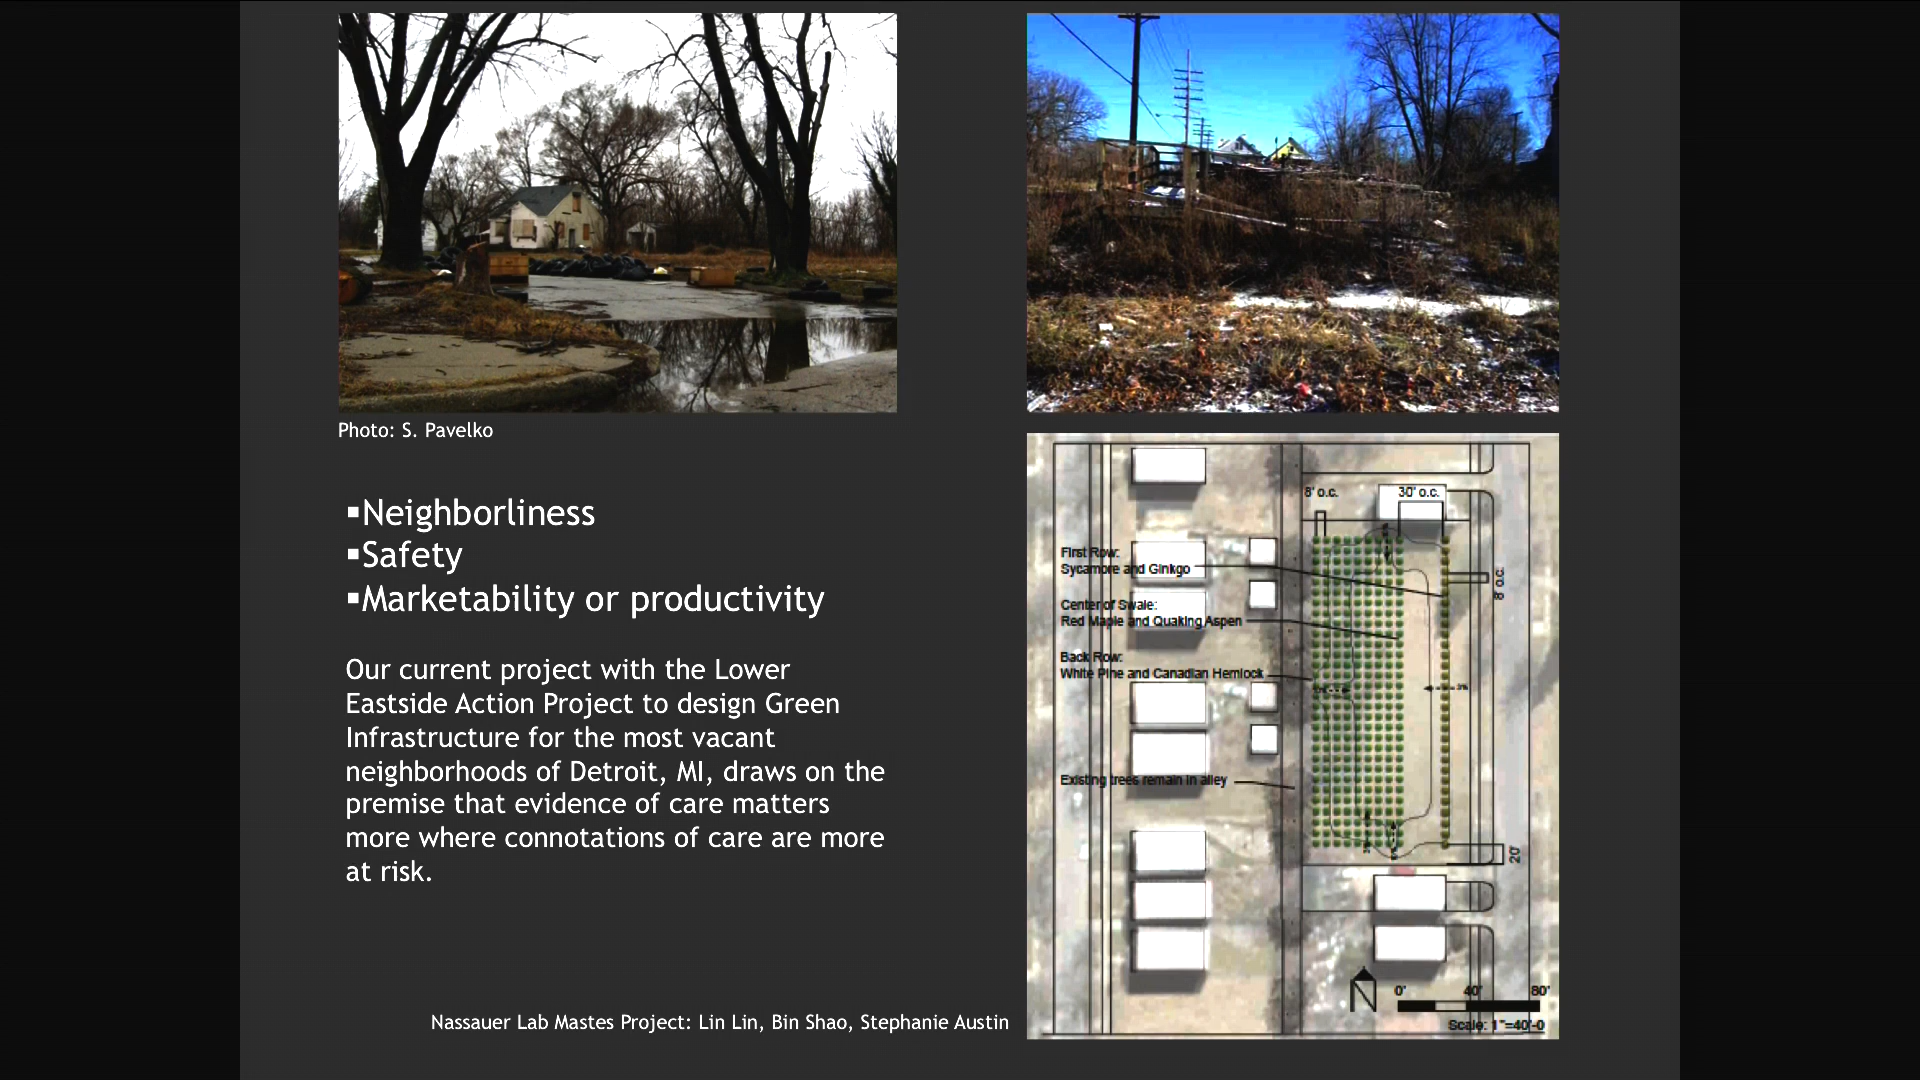 Photo: S. Pavelko
▪Neighborliness
▪Safety
▪Marketability or productivity
Our current project with the Lower
Eastside Action Project to design Green
Infrastructure for the most vacant
neighborhoods of Detroit, MI, draws on the
premise that evidence of care matters
more where connotations of care are more
at risk.
Nassauer Lab Mastes Project: Lin Lin, Bin Shao, Stephanie Austin
8' o.c.
30' o.c.
First Row:
Sycamore and Ginkgo
8' o.c.
Center of Swale:
Red Maple and Quaking Aspen
Back Row:
White Pine and Canadian Hemlock
Existing trees remain in alley
20'
0' 40' 80'
Scale: 1"=40'-0